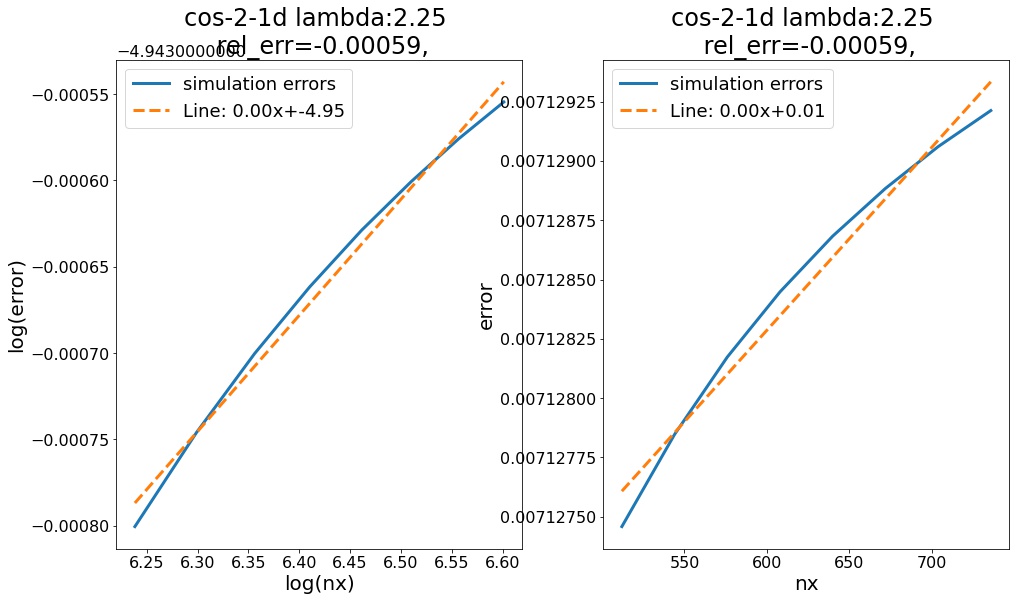 cos-2-1d lambda:2.25
rel_err=-0.00059,
−4.9430000000
simulation errors
Line: 0.00x+-4.95
−0.00055
−0.00060
−0.00065
−0.00070
−0.00075
−0.00080
log(error)
6.25 6.30 6.35 6.40 6.45 6.50 6.55 6.60
log(nx)
cos-2-1d lambda:2.25
rel_err=-0.00059,
simulation errors
Line: 0.00x+0.01
0.00712925
0.00712900
0.00712875
0.00712850
0.00712825
0.00712800
0.00712775
0.00712750
error
550 600 650 700
nx